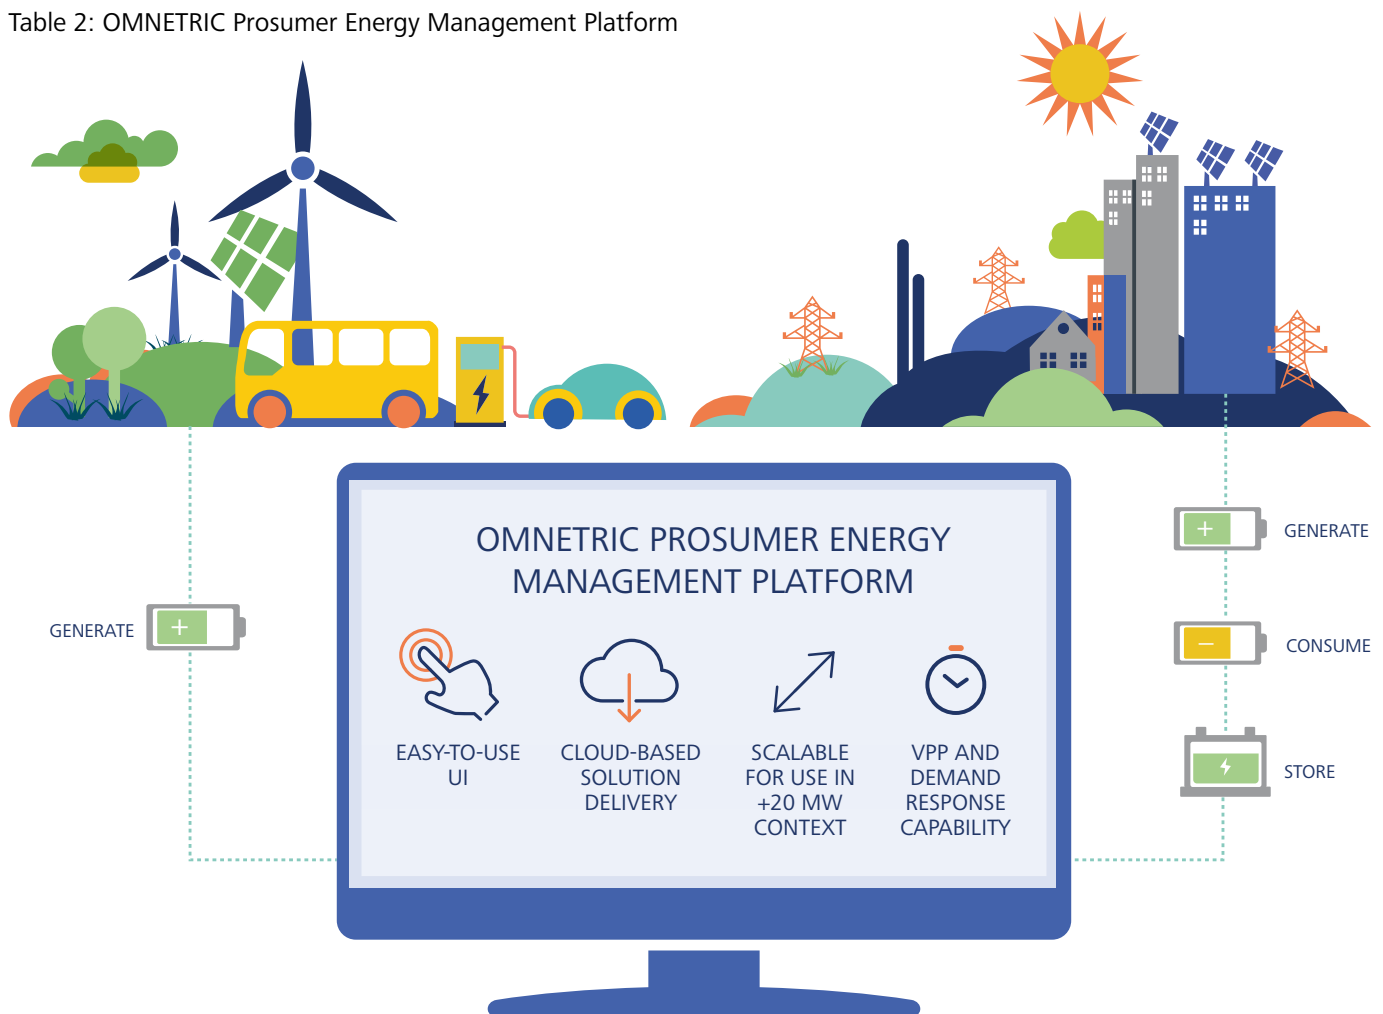 Table 2: OMNETRIC Prosumer Energy Management Platform
OMNETRIC PROSUMER ENERGY
MANAGEMENT PLATFORM
GENERATE
EASY-TO-USE
UI
CLOUD-BASED
SOLUTION
DELIVERY
SCALABLE
FOR USE IN
+20 MW
CONTEXT
VPP AND
DEMAND
RESPONSE
CAPABILITY
GENERATE
CONSUME
STORE